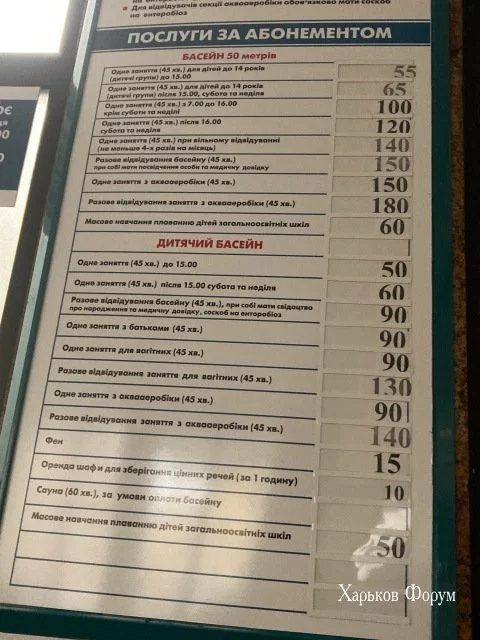 Для відвідувачів секції аквааеробіки обов'язково мати соскоб
на ентеробіоз
ПОСЛУГИ ЗА АБОНЕМЕНТОМ
БАСЕЙН 50 метрів
Одне заняття (45 хв.) для дітей до 14 років
(дитячі групи) до 15.00 55
Одне заняття (45 хв.) для дітей до 14 років
(дитячі групи) після 15.00, субота та неділя 65
Одне заняття (45 хв.) з 7.00 до 16.00
крім суботи та неділі 100
Одне заняття (45 хв.) після 16.00
субота та неділя 120
Одне заняття (45 хв.) при вільному відвідуванні
(не меньше 4-х разів на місяць) 140
Разове відвідування басейну (45 хв.)
при собі мати посвідчення особи та медичну довідку 150
Одне заняття з аквааеробіки (45 хв.) 150
Разове відвідування заняття з аквааеробіки (45 хв.) 180
Масове навчання плаванню дітей загальноосвітніх шкіл 60
ДИТЯЧИЙ БАСЕЙН
Одне заняття (45 хв.) до 15.00 50
Одне заняття (45 хв.) після 15.00 субота та неділя 60
Разове відвідування басейну (45 хв.), при собі мати свідоцтво
про народження та медичну довідку, соскоб на ентеробіоз 90
Одне заняття з батьками (45 хв.) 90
Одне заняття для вагітних (45 хв.) 90
Разове відвідування заняття для вагітних (45 хв.) 130
Одне заняття з аквааеробіки (45 хв.) 90
Разове відвідування заняття з аквааеробіки (45 хв.) 140
Фен 15
Оренда шафи для зберігання цінних речей (за 1 годину) 10
Сауна (60 хв.), за умови оплати басейну
Масове навчання плаванню дітей загальноосвітніх шкіл 50
Харьков Форум